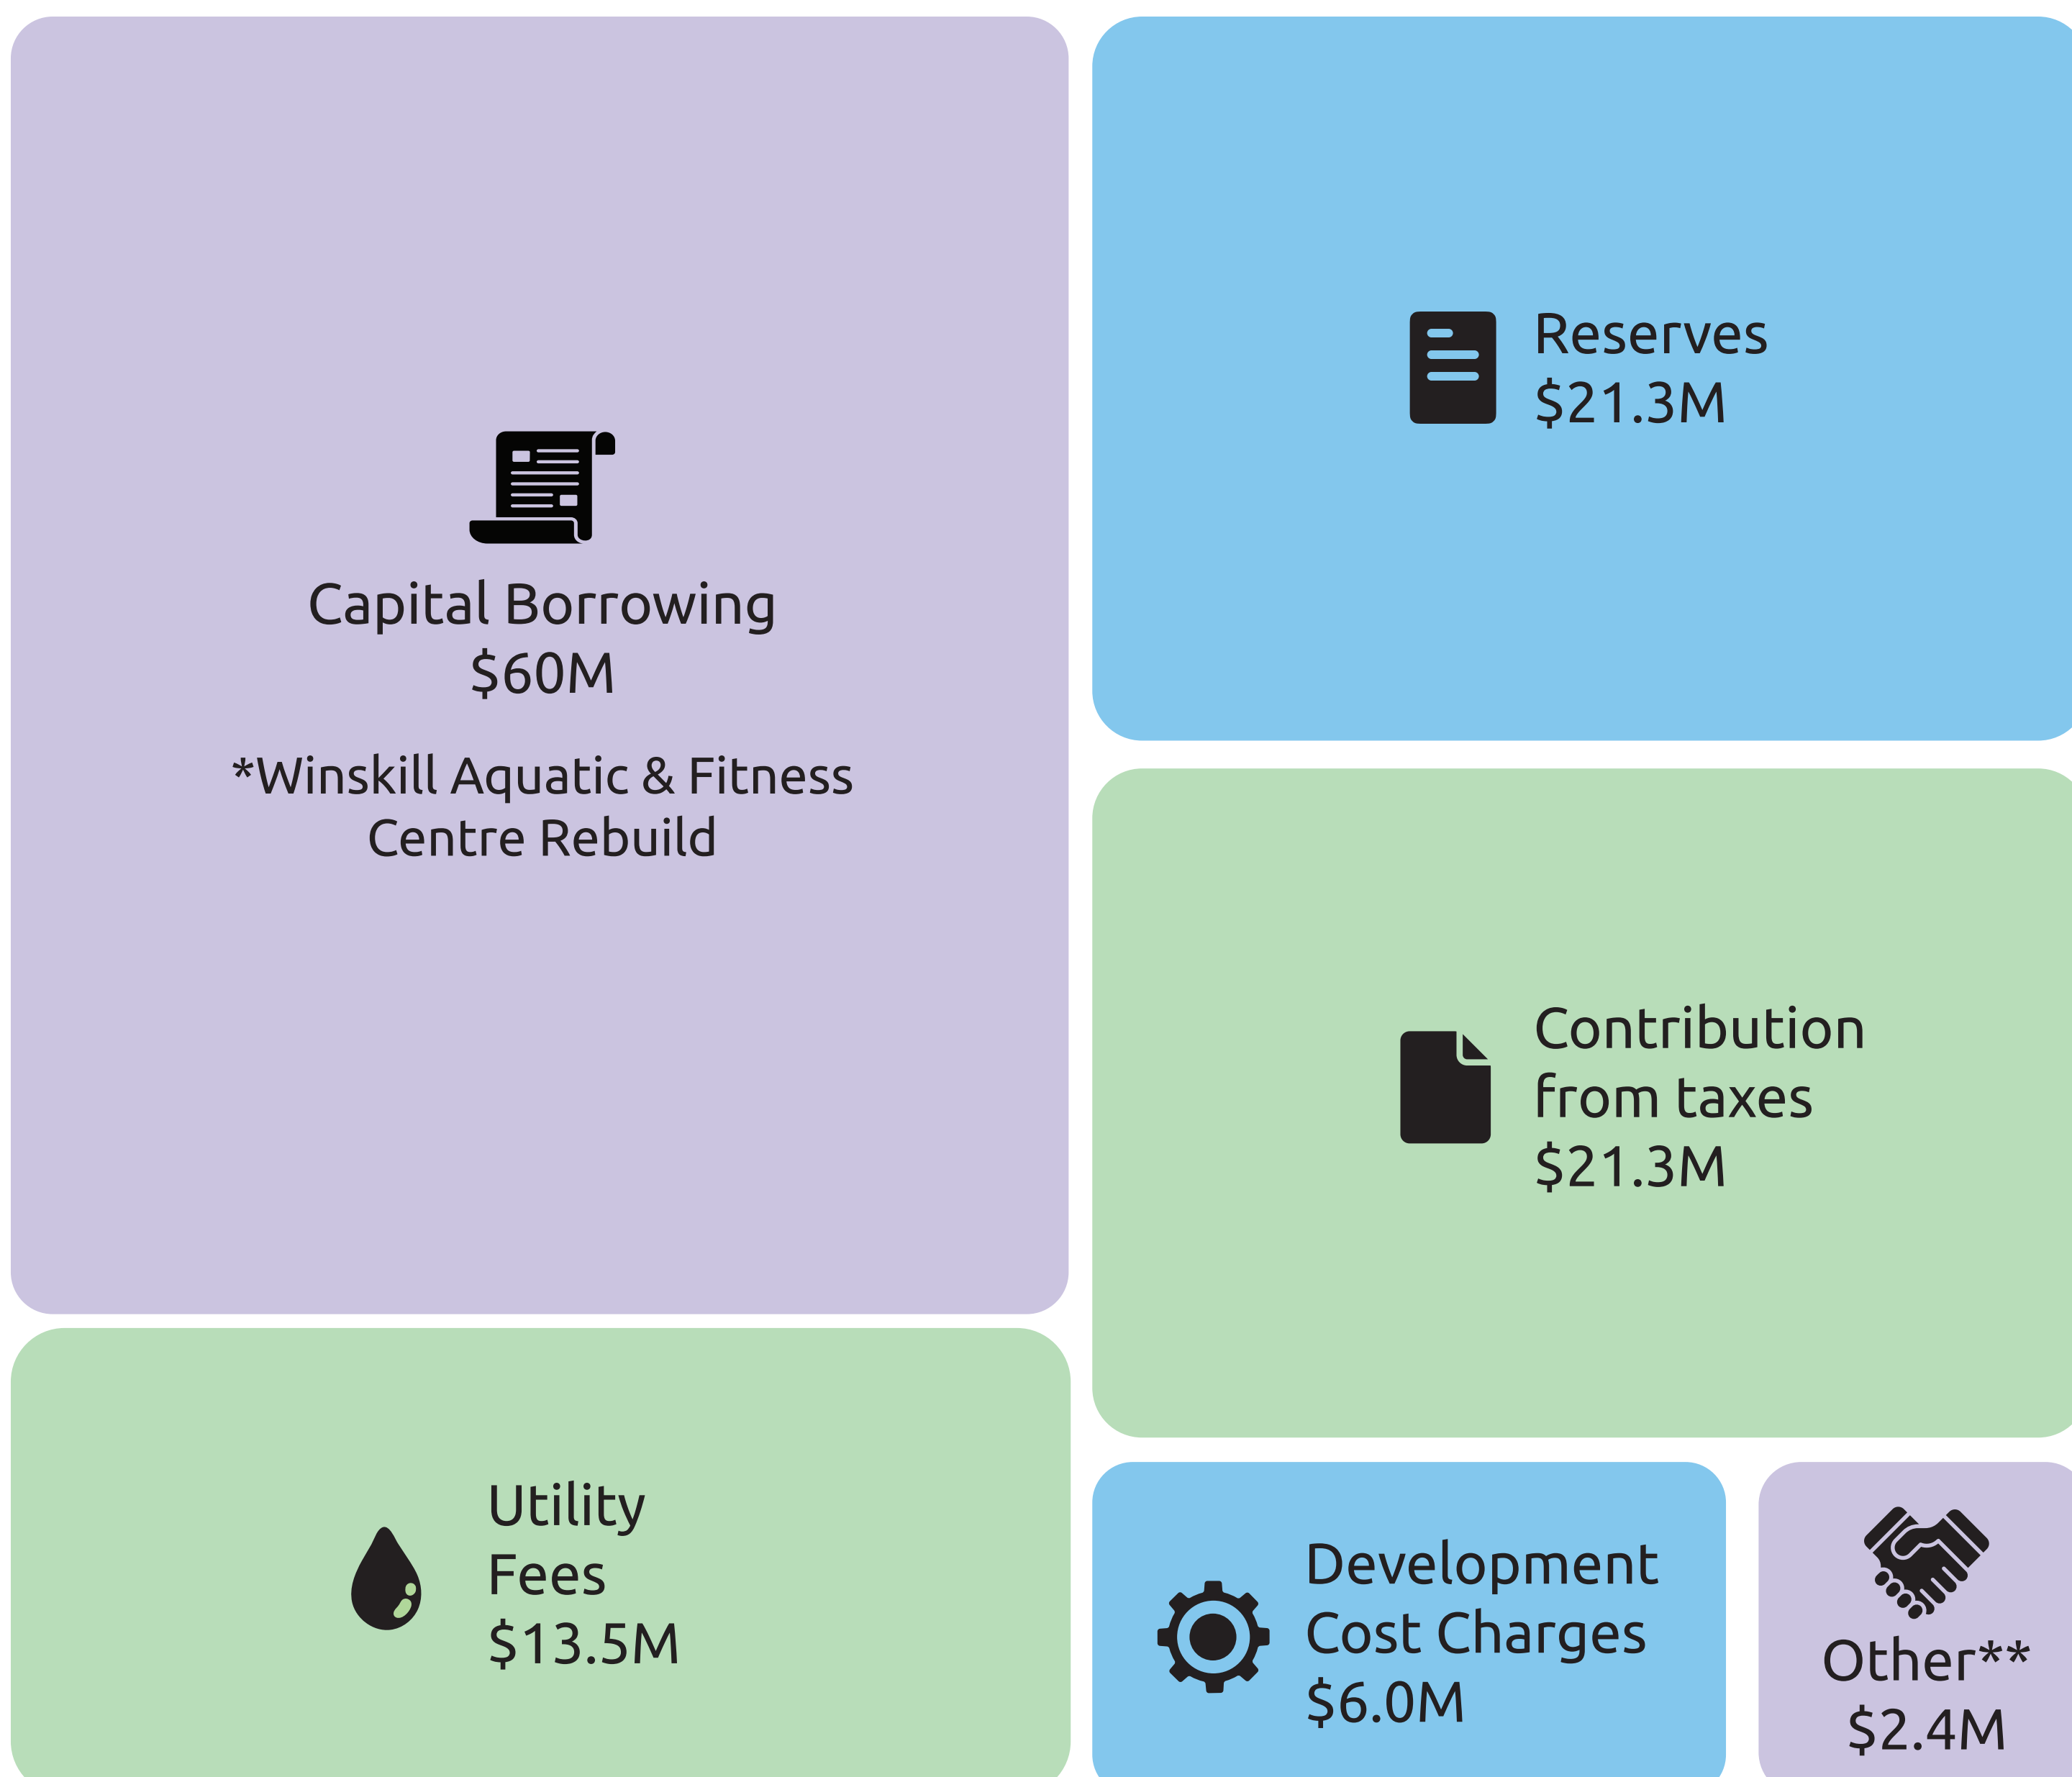 Capital Borrowing
$60M
*Winskill Aquatic & Fitness
Centre Rebuild
Reserves
$21.3M
Contribution
from taxes
$21.3M
Utility
Fees
$13.5M
Development
Cost Charges
$6.0M
Other**
$2.4M